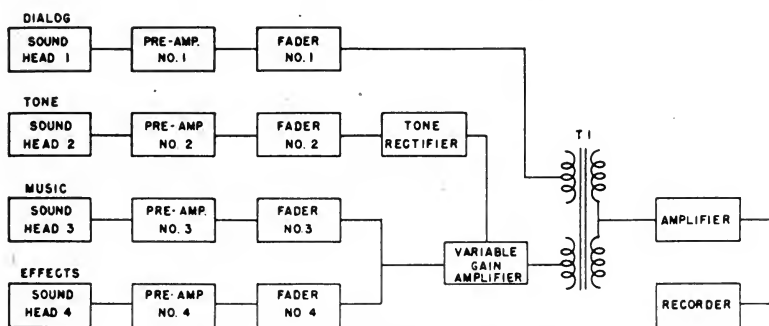 DIALOG
SOUND
HEAD 1
PRE-AMP.
NO. 1
FADER
NO. 1
TONE
SOUND
HEAD 2
PRE-AMP
NO. 2
FADER
NO. 2
TONE
RECTIFIER
T1
MUSIC
SOUND
HEAD 3
PRE-AMP.
NO. 3
FADER
NO.3
VARIABLE
GAIN
AMPLIFIER
AMPLIFIER
EFFECTS
SOUND
HEAD 4
PRE-AMP
NO. 4
FADER
NO 4
RECORDER